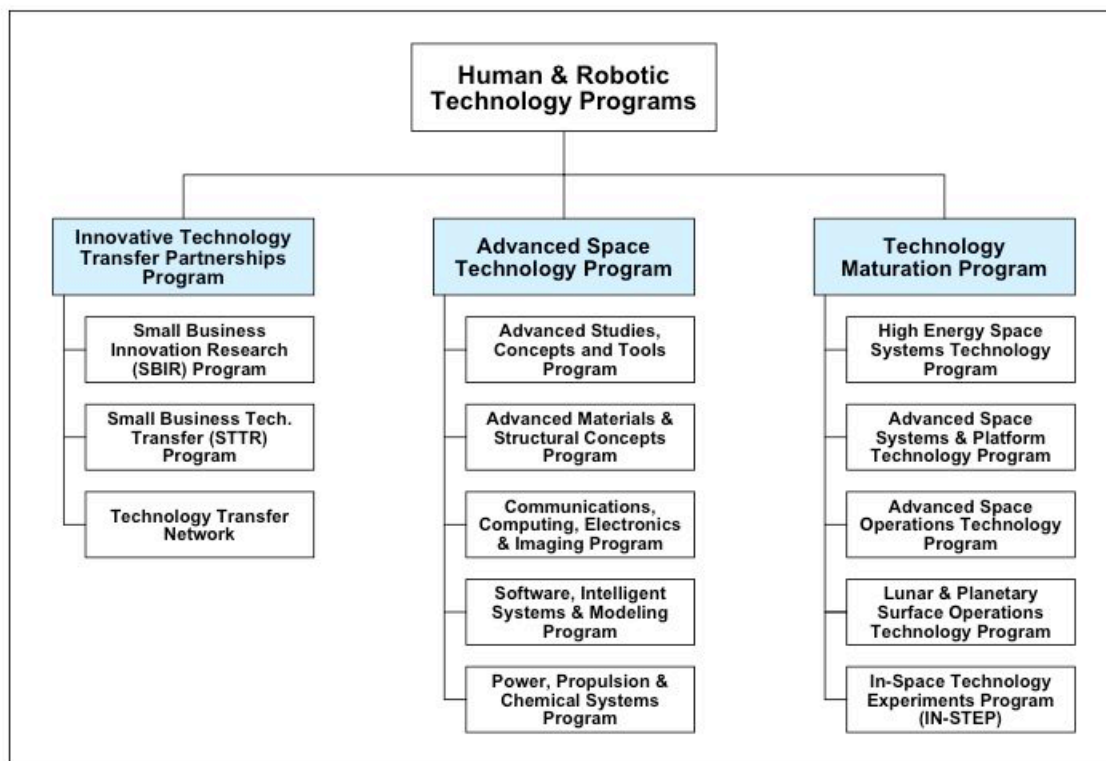 Human & Robotic
Technology Programs
Innovative Technology
Transfer Partnerships
Program
Small Business
Innovation Research
(SBIR) Program
Small Business Tech.
Transfer (STTR)
Program
Technology Transfer
Network
Advanced Space
Technology Program
Advanced Studies,
Concepts and Tools
Program
Advanced Materials &
Structural Concepts
Program
Communications,
Computing, Electronics
& Imaging Program
Software, Intelligent
Systems & Modeling
Program
Power, Propulsion &
Chemical Systems
Program
Technology
Maturation Program
High Energy Space
Systems Technology
Program
Advanced Space
Systems & Platform
Technology Program
Advanced Space
Operations Technology
Program
Lunar & Planetary
Surface Operations
Technology Program
In-Space Technology
Experiments Program
(IN-STEP)